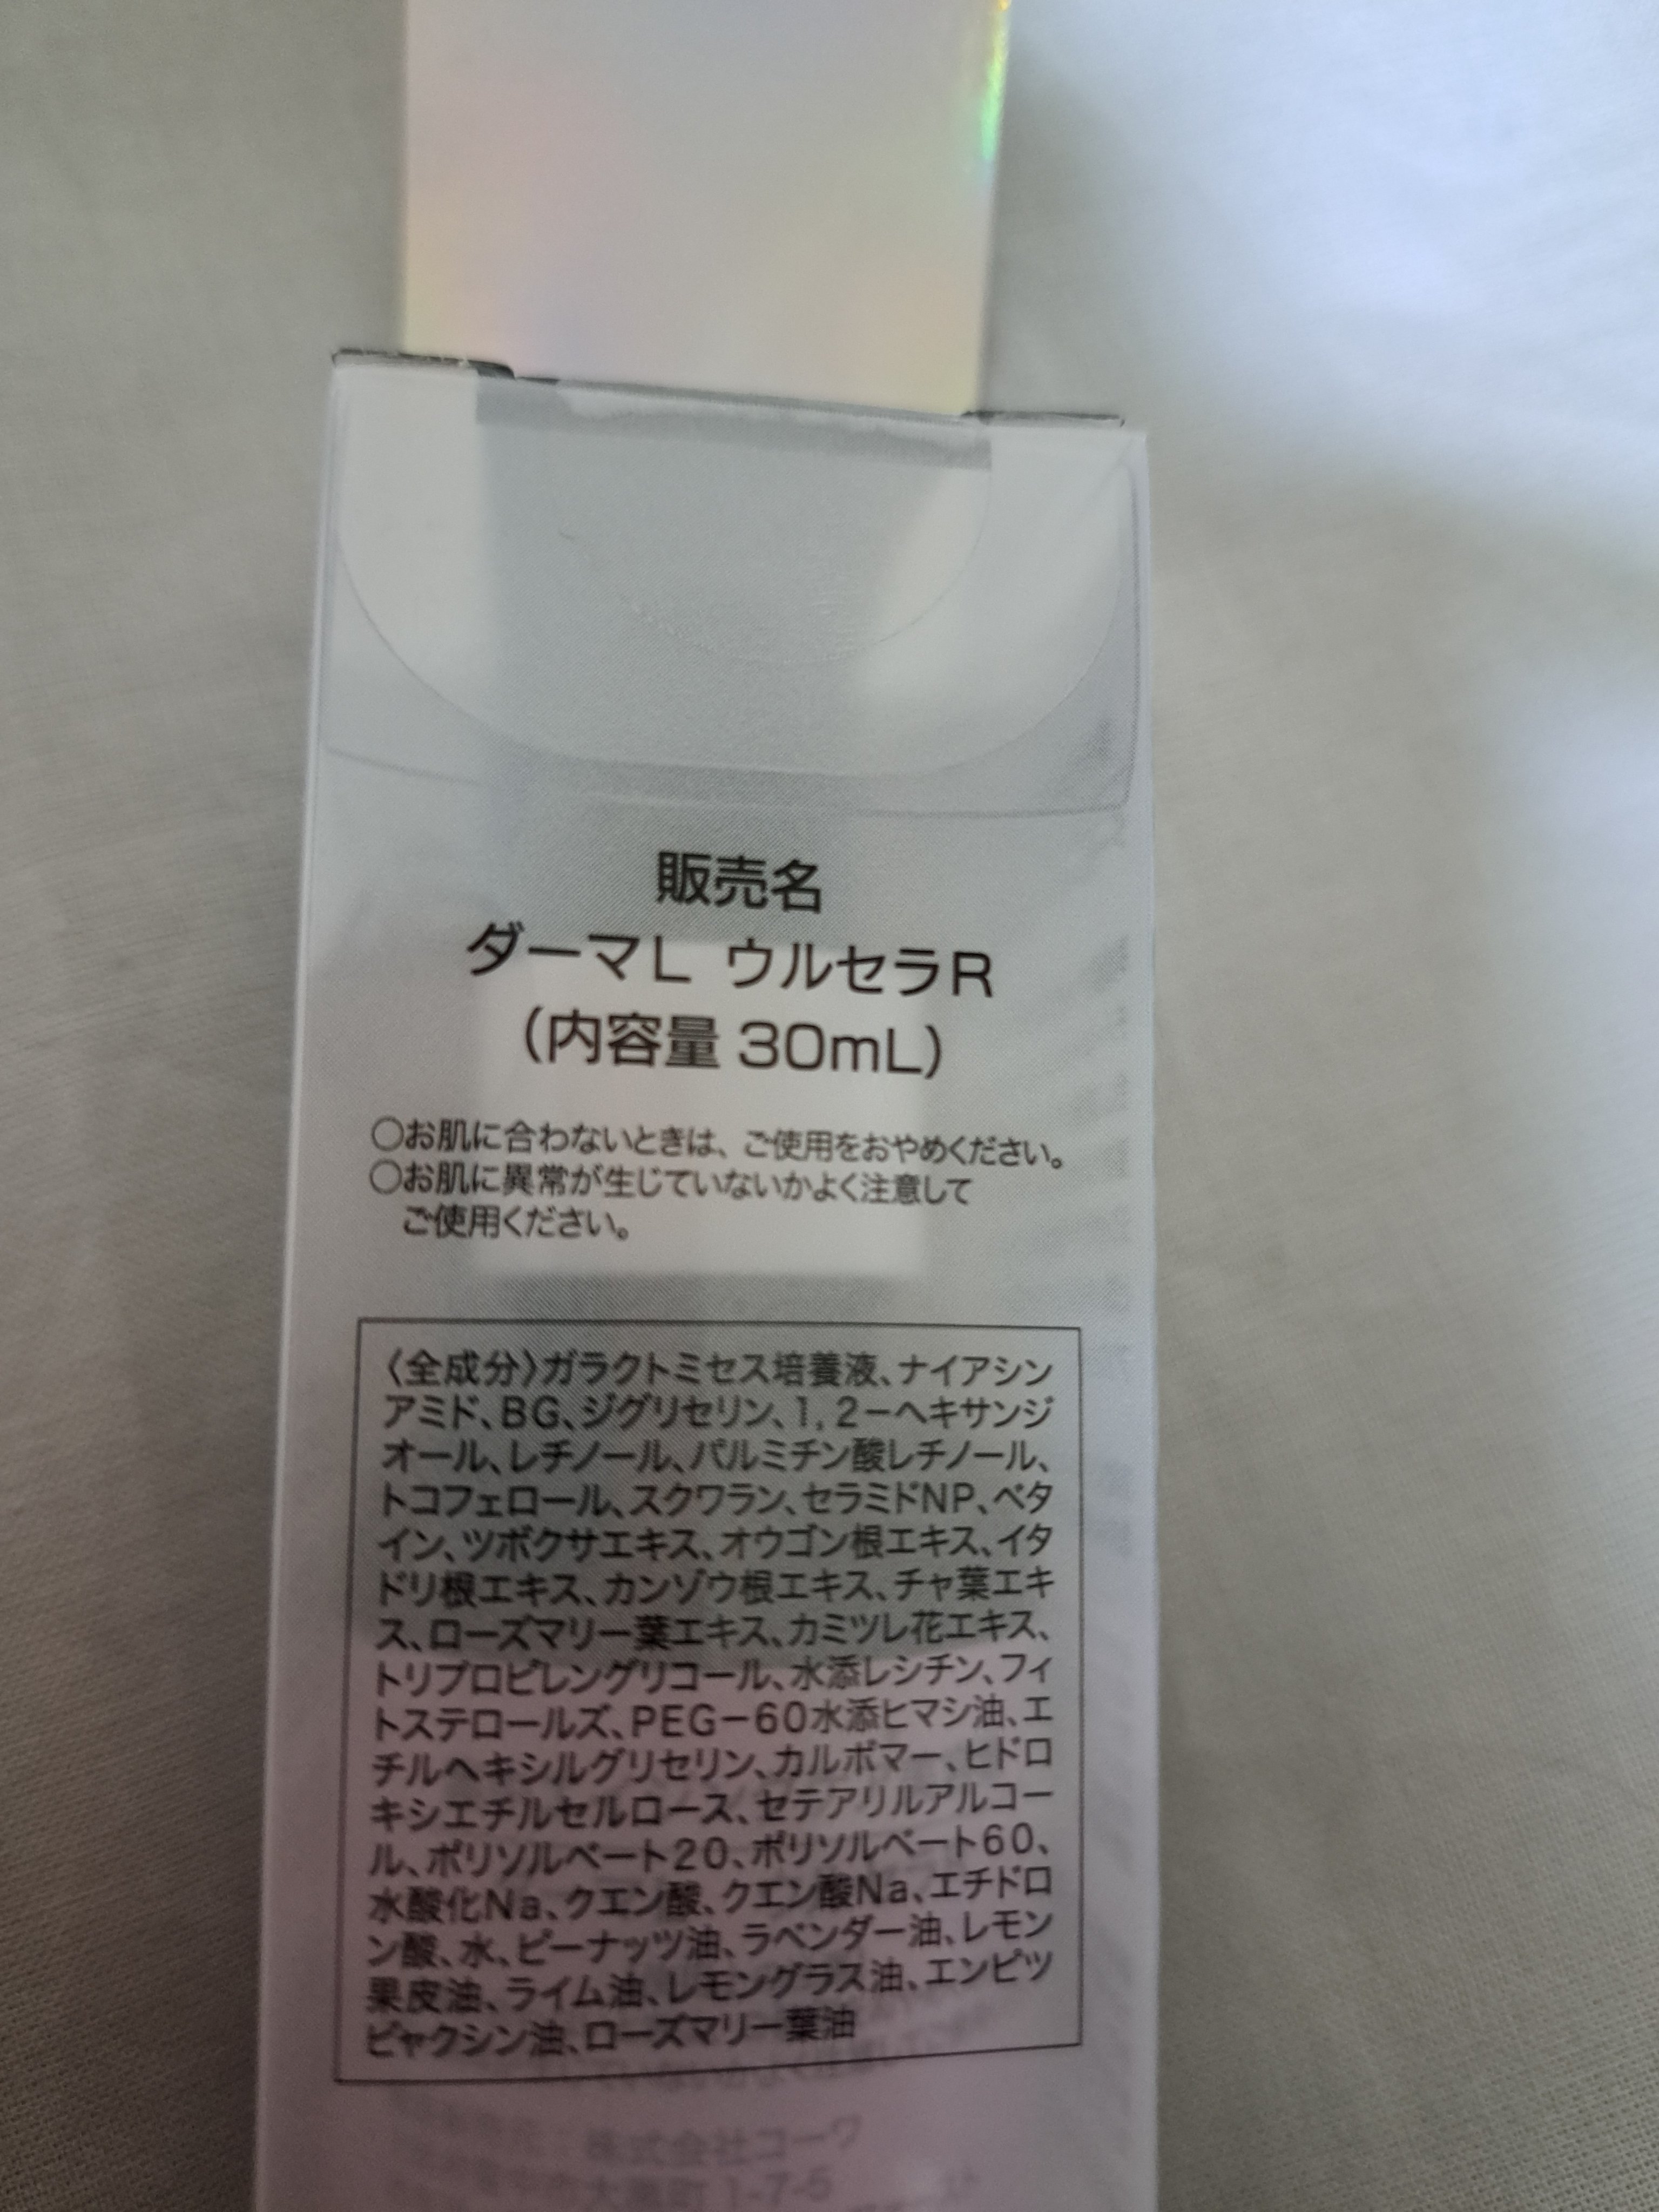 販売名
ダーマL ウルセラR
(内容量 30mL)
○お肌に合わないときは、ご使用をおやめください。
○お肌に異常が生じていないかよく注意して
ご使用ください。
〈全成分〉ガラクトミセス培養液、ナイアシン
アミド、BG、ジグリセリン、1,2-ヘキサンジ
オール、レチノール、パルミチン酸レチノール、
トコフェロール、スクワラン、セラミドNP、ベタ
イン、ツボクサエキス、オウゴン根エキス、イタ
ドリ根エキス、カンゾウ根エキス、チャ葉エキ
ス、ローズマリー葉エキス、カミツレ花エキス、
トリプロピレングリコール、水添レシチン、フィ
トステロールズ、PEG-60水添ヒマシ油、エ
チルヘキシルグリセリン、カルボマー、ヒドロ
キシエチルセルロース、セテアリルアルコー
ル、ポリソルベート20、ポリソルベート60、
水酸化Na、クエン酸、クエン酸Na、エチドロ
ン酸、水、ピーナッツ油、ラベンダー油、レモン
果皮油、ライム油、レモングラス油、エンピツ
ビャクシン油、ローズマリー葉油
株式会社コーワ
1-7-5